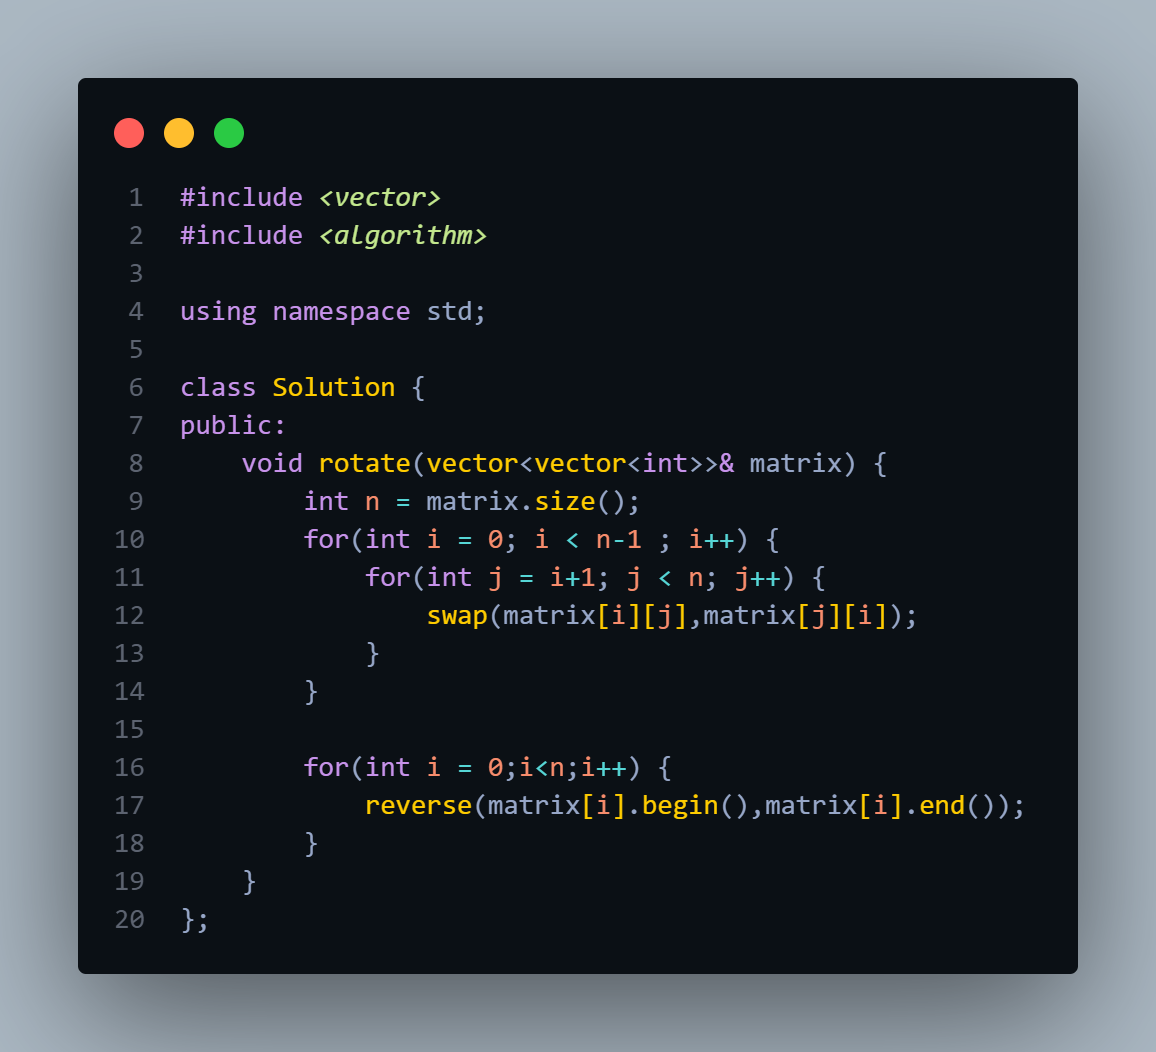 1 #include <vector>
2 #include <algorithm>
3
4 using namespace std;
5
6 class Solution {
7 public:
8     void rotate(vector<vector<int>>& matrix) {
9         int n = matrix.size();
10         for(int i = 0; i < n-1 ; i++) {
11             for(int j = i+1; j < n; j++) {
12                 swap(matrix[i][j],matrix[j][i]);
13             }
14         }
15
16         for(int i = 0;i<n;i++) {
17             reverse(matrix[i].begin(),matrix[i].end());
18         }
19     }
20 };